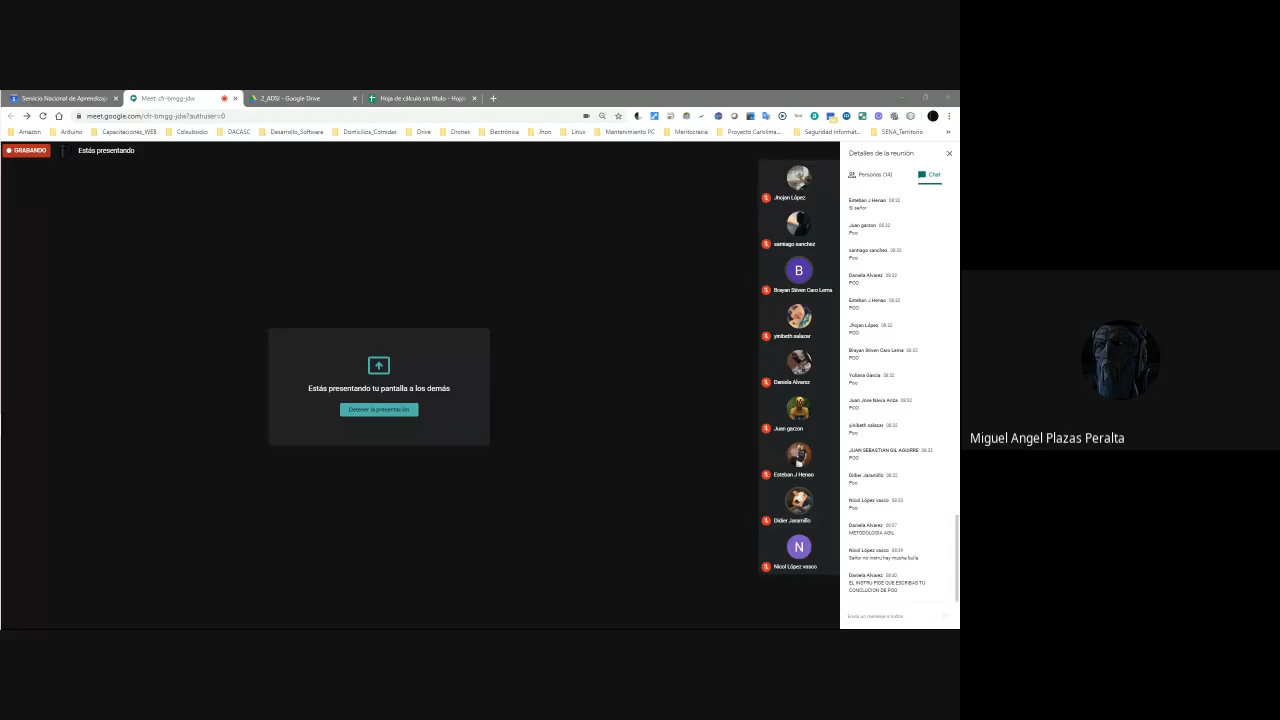 Servicio Nacional de Aprendizaj
Meet: cfr-bmgg-jdw
2_ADSI - Google Drive
Hoja de cálculo sin título - Hoja
meet.google.com/cfr-bmgg-jdw?authuser=0
Amazon
Arduino
Capacitaciones_WEB
Colaubsidio
DACASC
Desarrollo_Software
Domicilios_Comidas
Drive
Drones
Electrónica
Jhon
Linux
Mantenimiento PC
Meritocracia
Proyecto Carolima...
Seguridad Informát...
SENA_Territorio
GRABANDO
Estás presentando
Detalles de la reunión
Personas (14)
Chat
Estás presentando tu pantalla a los demás
Detener la presentación
Jhojan López
santiago sanchez
B
Brayan Stiven Caro Lema
yinibeth salazar
Daniela Alvarez
Juan garzon
Esteban J Henao
Didier Jaramillo
N
Nicol López vasco
Esteban J Henao 08:32
Si señor
Juan garzon 08:32
Poo
santiago sanchez 08:32
Poo
Daniela Alvarez 08:32
POO
Esteban J Henao 08:32
POO
Jhojan López 08:32
POO
Brayan Stiven Caro Lema 08:32
POO
Yuliana Garcia 08:32
Poo
Juan Jose Navia Ariza 08:32
POO
yinibeth salazar 08:32
Poo
JUAN SEBASTIAN GIL AGUIRRE 08:32
POO
Didier Jaramillo 08:32
Poo
Nicol López vasco 08:33
Poo
Daniela Alvarez 08:37
METODOLOGIA AGIL
Nicol López vasco 08:39
Señor no instru hay mucha bulla
Daniela Alvarez 08:40
EL INSTRU PIDE QUE ESCRIBAS TU
CONCLUCION DE POO
Envía un mensaje a todos
Miguel Angel Plazas Peralta